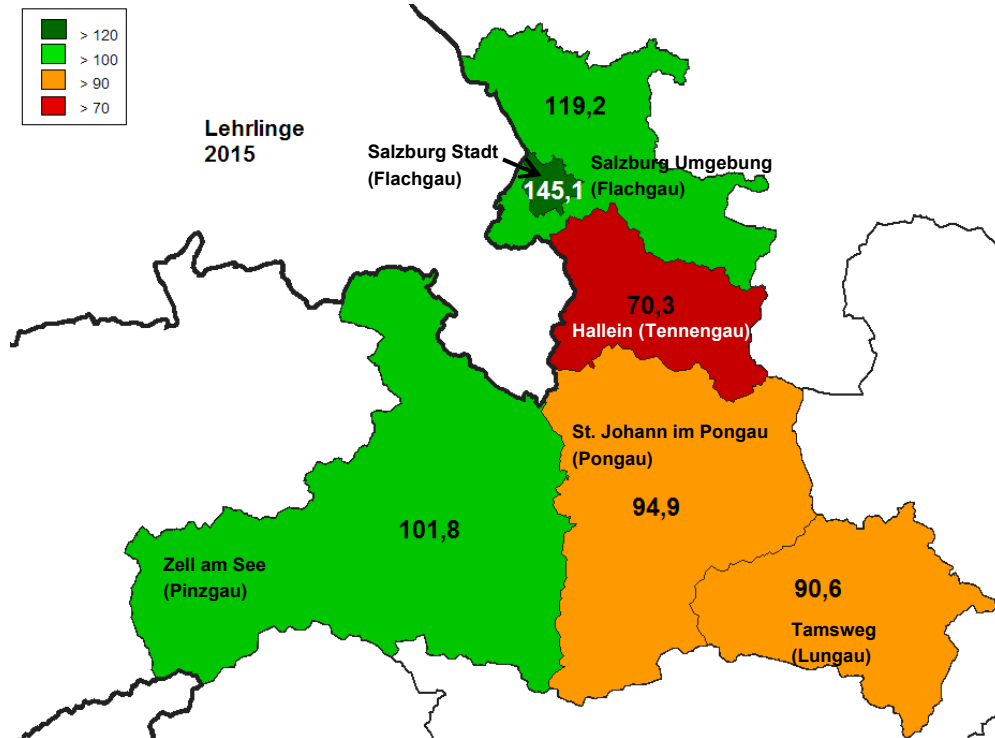 > 120
> 100
> 90
> 70
Lehrlinge
2015
119,2
Salzburg Stadt
(Flachgau)
145,1
Salzburg Umgebung
(Flachgau)
70,3
Hallein (Tennengau)
St. Johann im Pongau
(Pongau)
94,9
101,8
Zell am See
(Pinzgau)
90,6
Tamsweg
(Lungau)